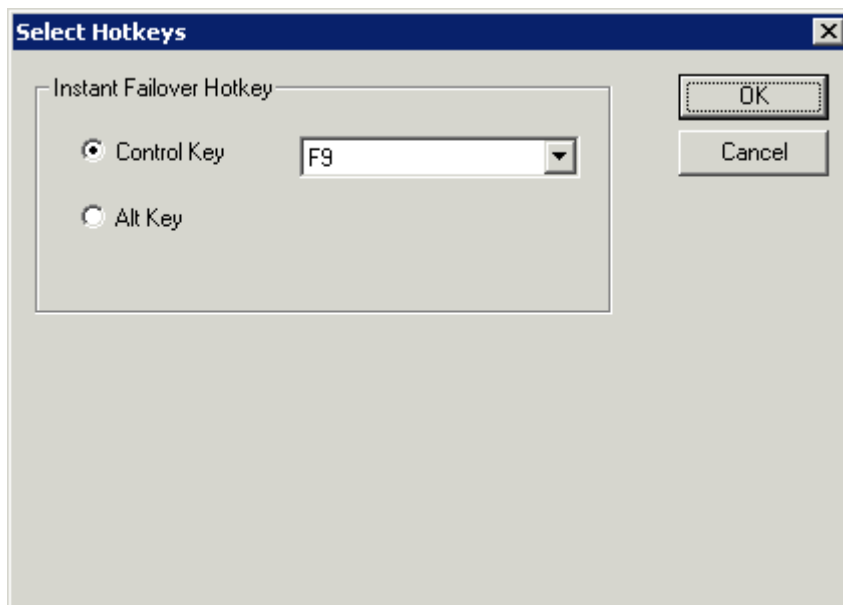 Select Hotkeys
Instant Failover Hotkey
OK
Control Key F9
Cancel
Alt Key